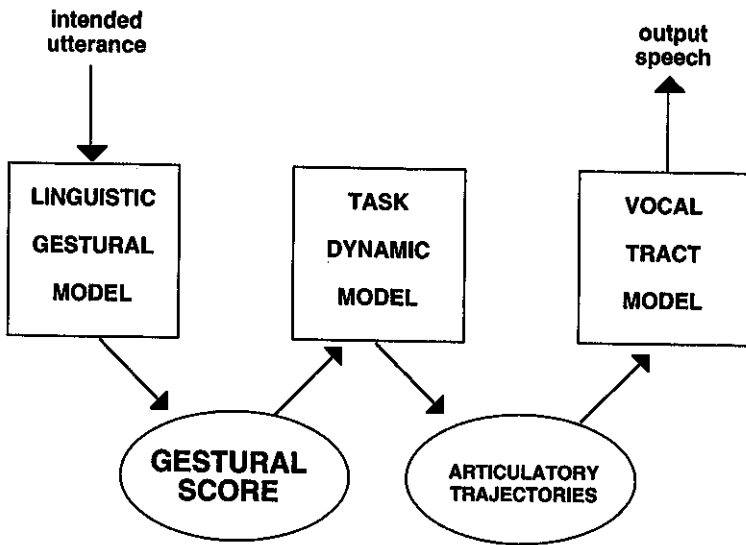 intended
utterance
output
speech
LINGUISTIC
GESTURAL
MODEL
TASK
DYNAMIC
MODEL
VOCAL
TRACT
MODEL
GESTURAL
SCORE
ARTICULATORY
TRAJECTORIES